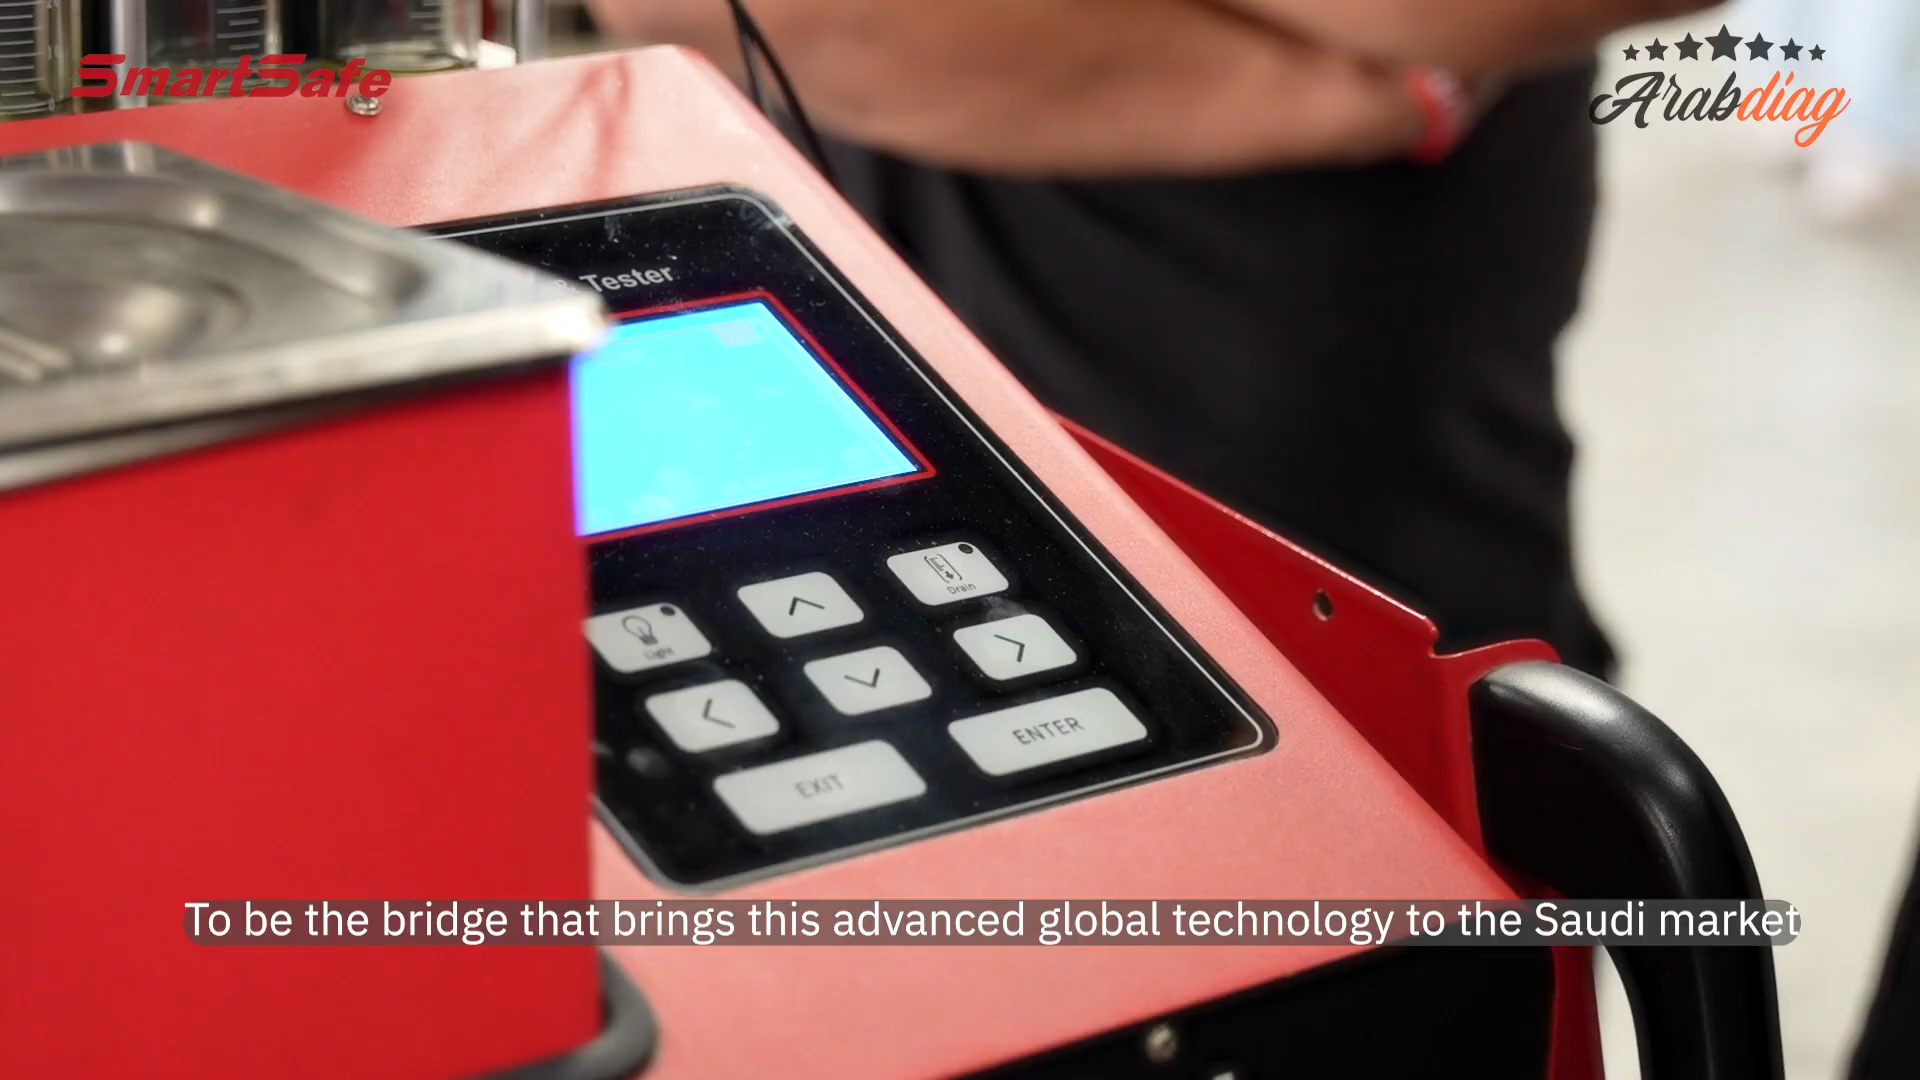 SmartSafe
Arabdiag
& Tester
Drain
Light
ENTER
EXIT
To be the bridge that brings this advanced global technology to the Saudi market